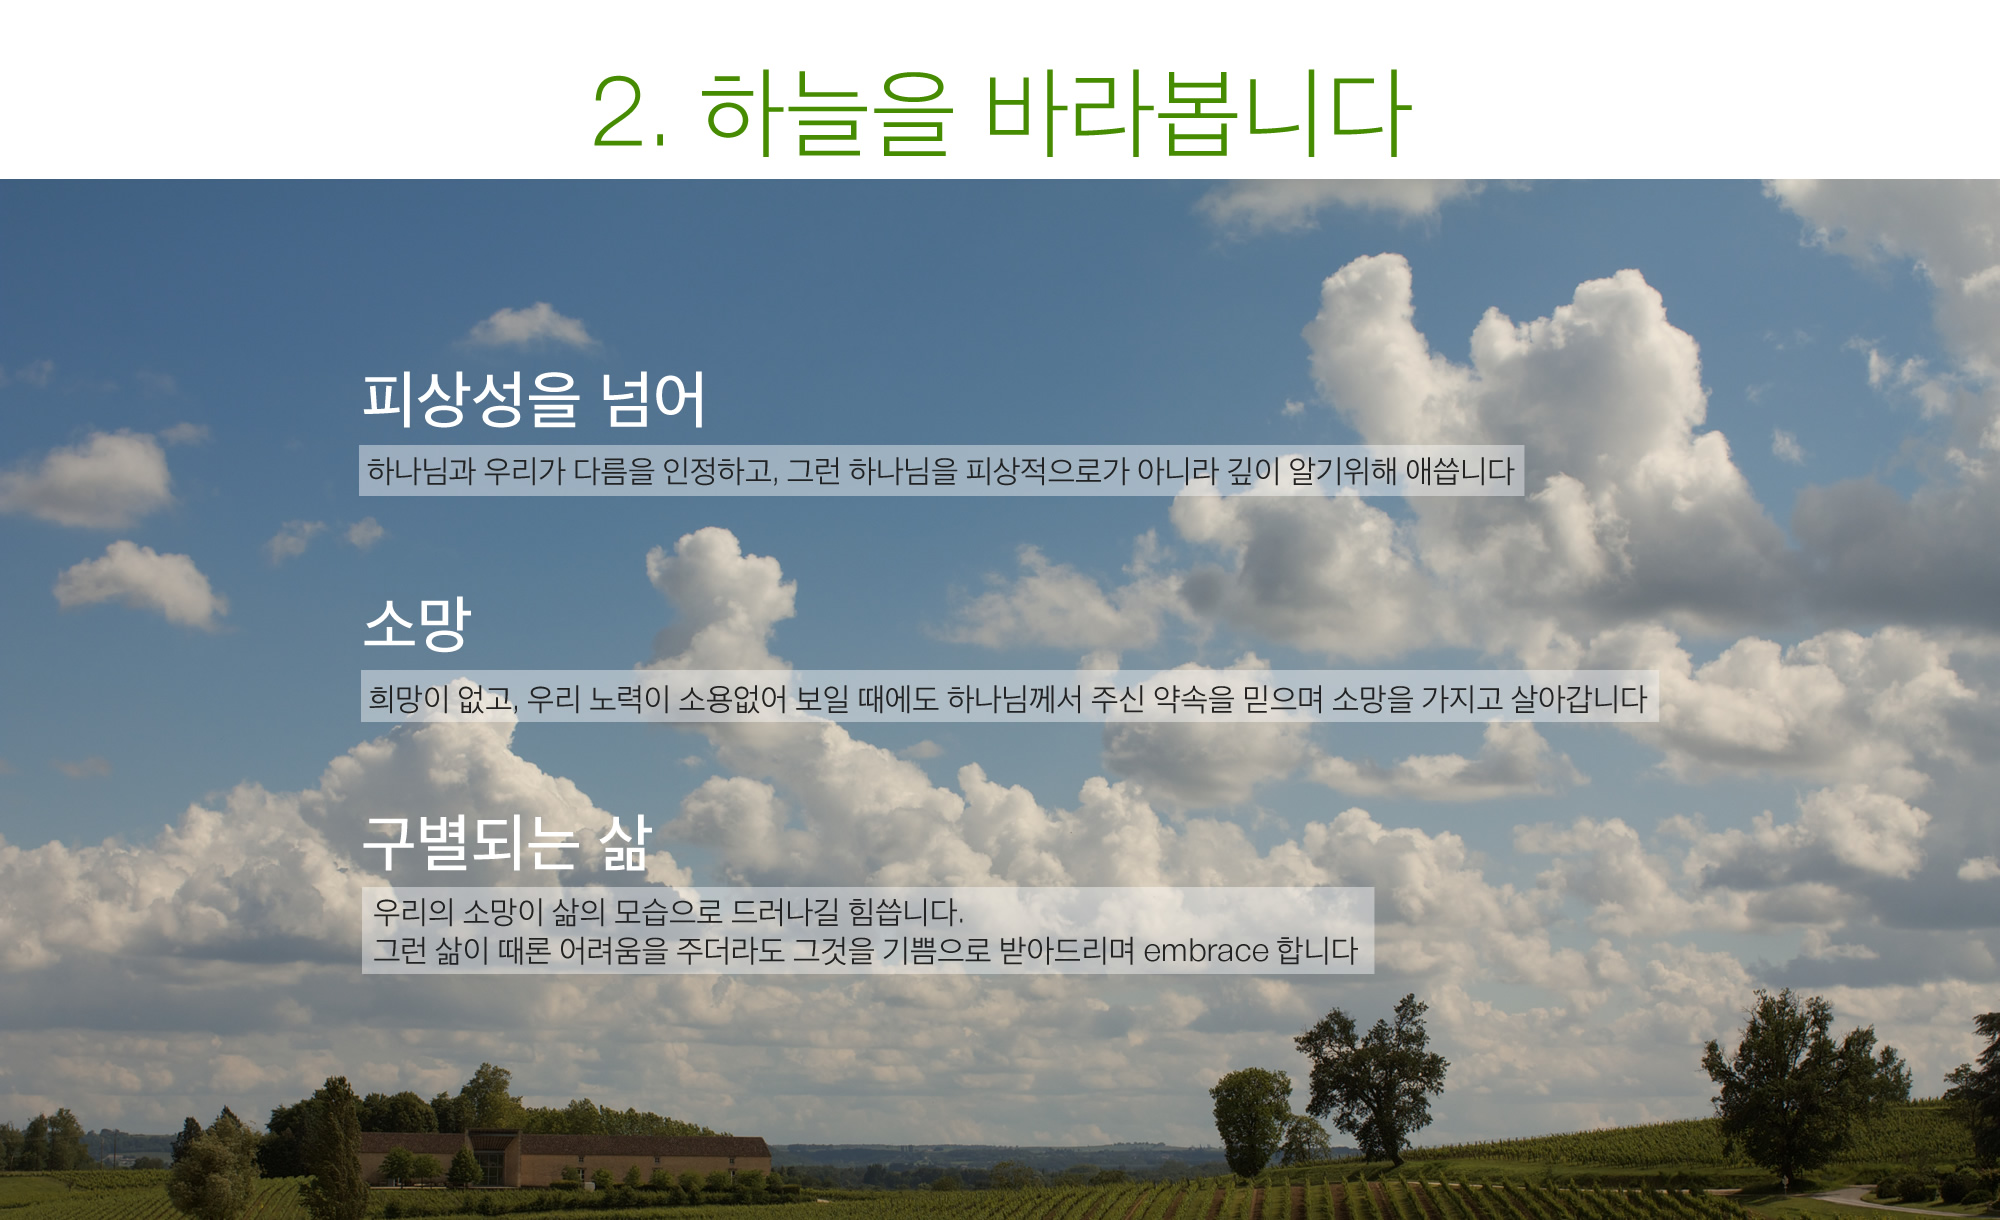 2. 하늘을 바라봅니다
피상성을 넘어
하나님과 우리가 다름을 인정하고, 그런 하나님을 피상적으로가 아니라 깊이 알기위해 애씁니다
소망
희망이 없고, 우리 노력이 소용없어 보일 때에도 하나님께서 주신 약속을 믿으며 소망을 가지고 살아갑니다
구별되는 삶
우리의 소망이 삶의 모습으로 드러나길 힘씁니다.
그런 삶이 때론 어려움을 주더라도 그것을 기쁨으로 받아드리며 embrace 합니다